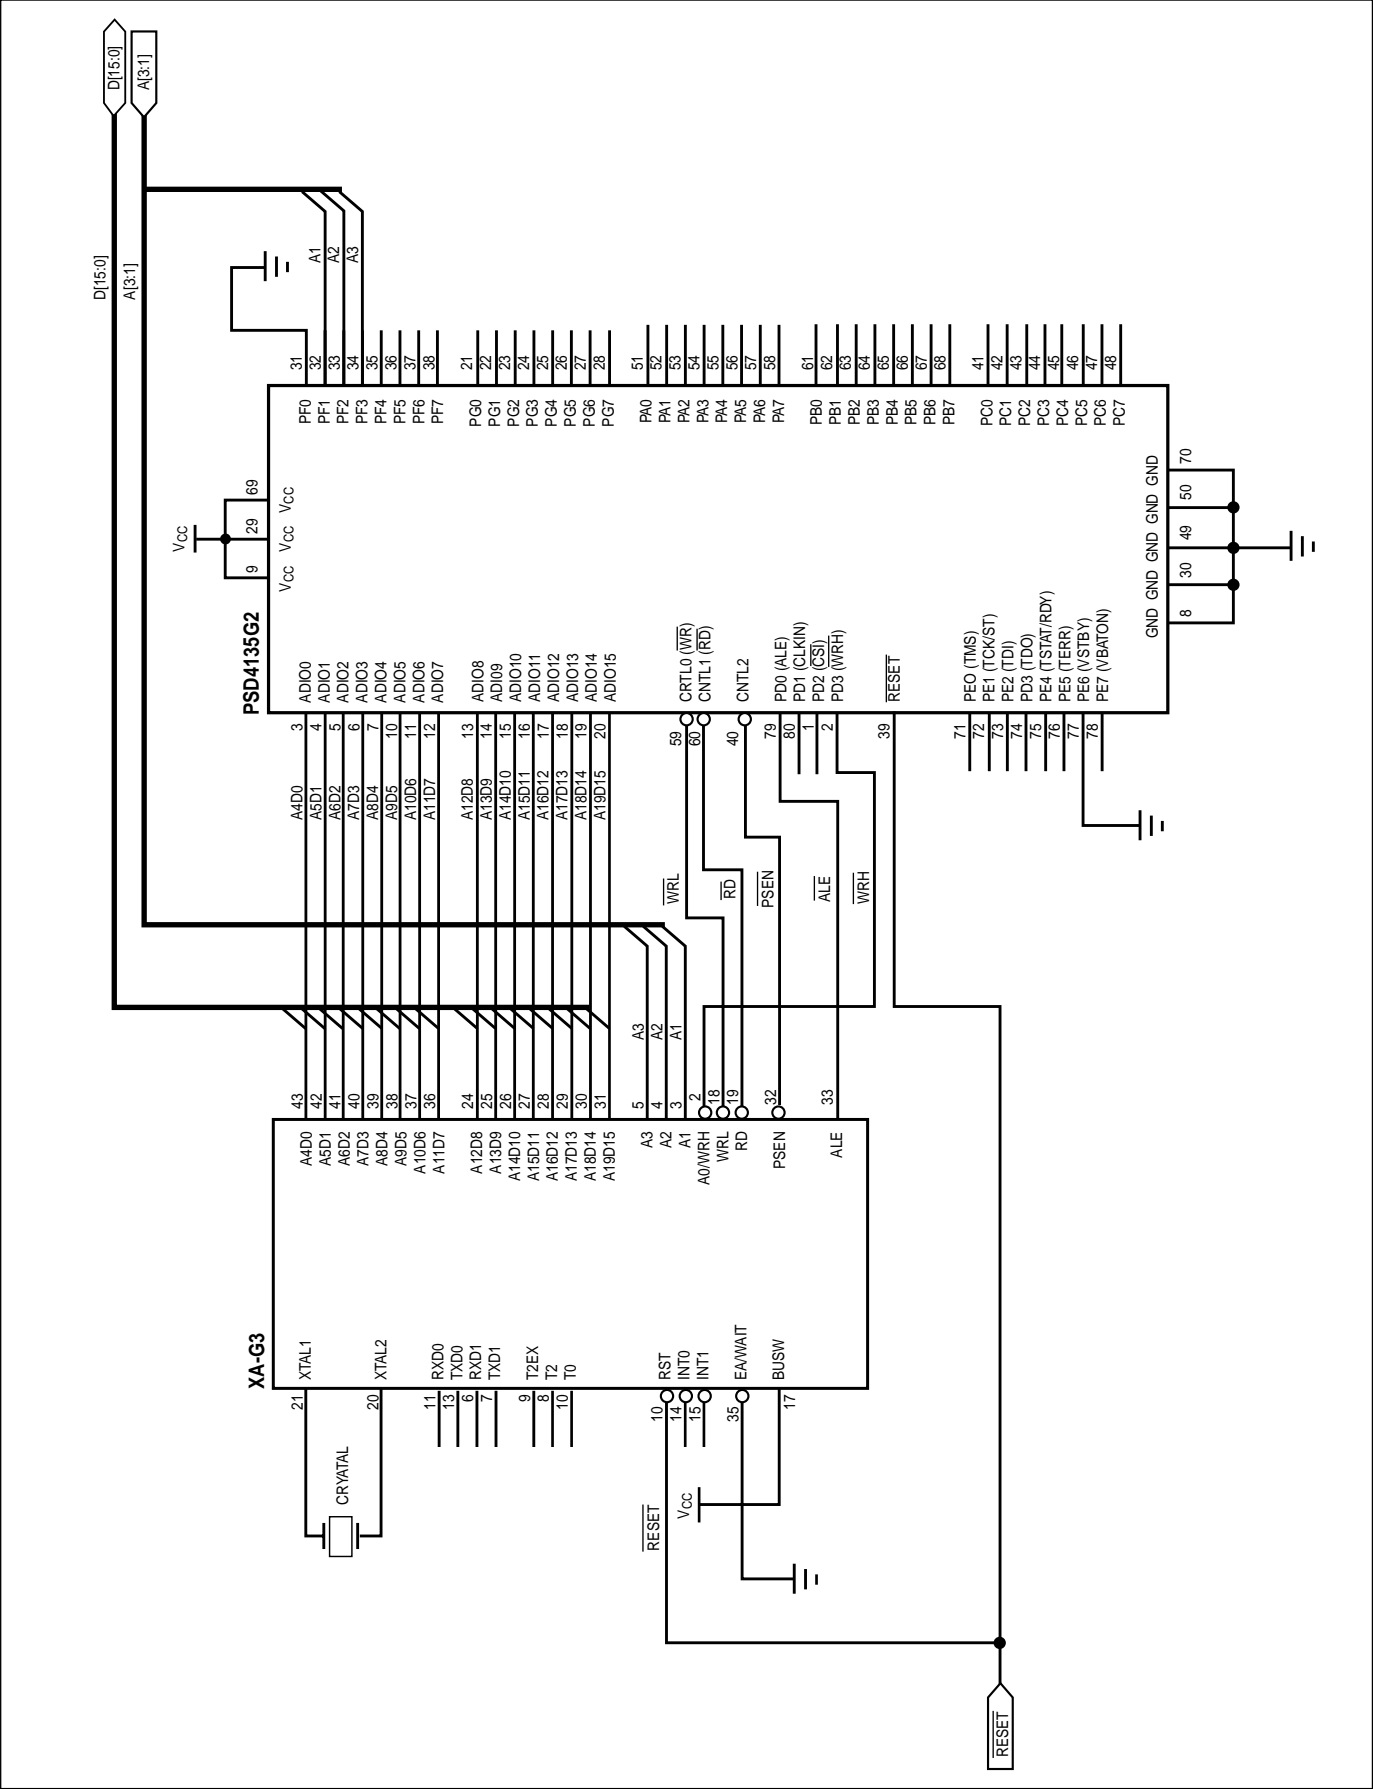 D[15:0]
A[3:1]
D[15:0]
A[3:1]
XA-G3
CRYATAL
21 XTAL1
20 XTAL2
11 RXD0
13 TXD0
6 RXD1
7 TXD1
9 T2EX
8 T2
10 T0
RESET
10 RST
14 INT0
15 INT1
35 EA/WAIT
17 BUSW
VCC
RESET
A4D0 43
A5D1 42
A6D2 41
A7D3 40
A8D4 39
A9D5 38
A10D6 37
A11D7 36
A12D8 24
A13D9 25
A14D10 26
A15D11 27
A16D12 28
A17D13 29
A18D14 30
A19D15 31
A3 5 A3
A2 4 A2
A1 3 A1
A0/WRH 2
WRL 18
RD 19
PSEN 32
ALE 33
WRL
RD
PSEN
ALE
WRH
PSD4135G2
A4D0 3 ADIO0
A5D1 4 ADIO1
A6D2 5 ADIO2
A7D3 6 ADIO3
A8D4 7 ADIO4
A9D5 10 ADIO5
A10D6 11 ADIO6
A11D7 12 ADIO7
A12D8 13 ADIO8
A13D9 14 ADIO9
A14D10 15 ADIO10
A15D11 16 ADIO11
A16D12 17 ADIO12
A17D13 18 ADIO13
A18D14 19 ADIO14
A19D15 20 ADIO15
59 CRTL0 (WR)
60 CNTL1 (RD)
40 CNTL2
79 PD0 (ALE)
80 PD1 (CLKIN)
1 PD2 (CSI)
2 PD3 (WRH)
39 RESET
71 PEO (TMS)
72 PE1 (TCK/ST)
73 PE2 (TDI)
74 PD3 (TDO)
75 PE4 (TSTAT/RDY)
76 PE5 (TERR)
77 PE6 (VSTBY)
78 PE7 (VBATON)
VCC
9 29 69
VCC VCC VCC
GND GND GND GND GND
8 30 49 50 70
PF0 31
PF1 32 A1
PF2 33 A2
PF3 34 A3
PF4 35
PF5 36
PF6 37
PF7 38
PG0 21
PG1 22
PG2 23
PG3 24
PG4 25
PG5 26
PG6 27
PG7 28
PA0 51
PA1 52
PA2 53
PA3 54
PA4 55
PA5 56
PA6 57
PA7 58
PB0 61
PB1 62
PB2 63
PB3 64
PB4 65
PB5 66
PB6 67
PB7 68
PC0 41
PC1 42
PC2 43
PC3 44
PC4 45
PC5 46
PC6 47
PC7 48